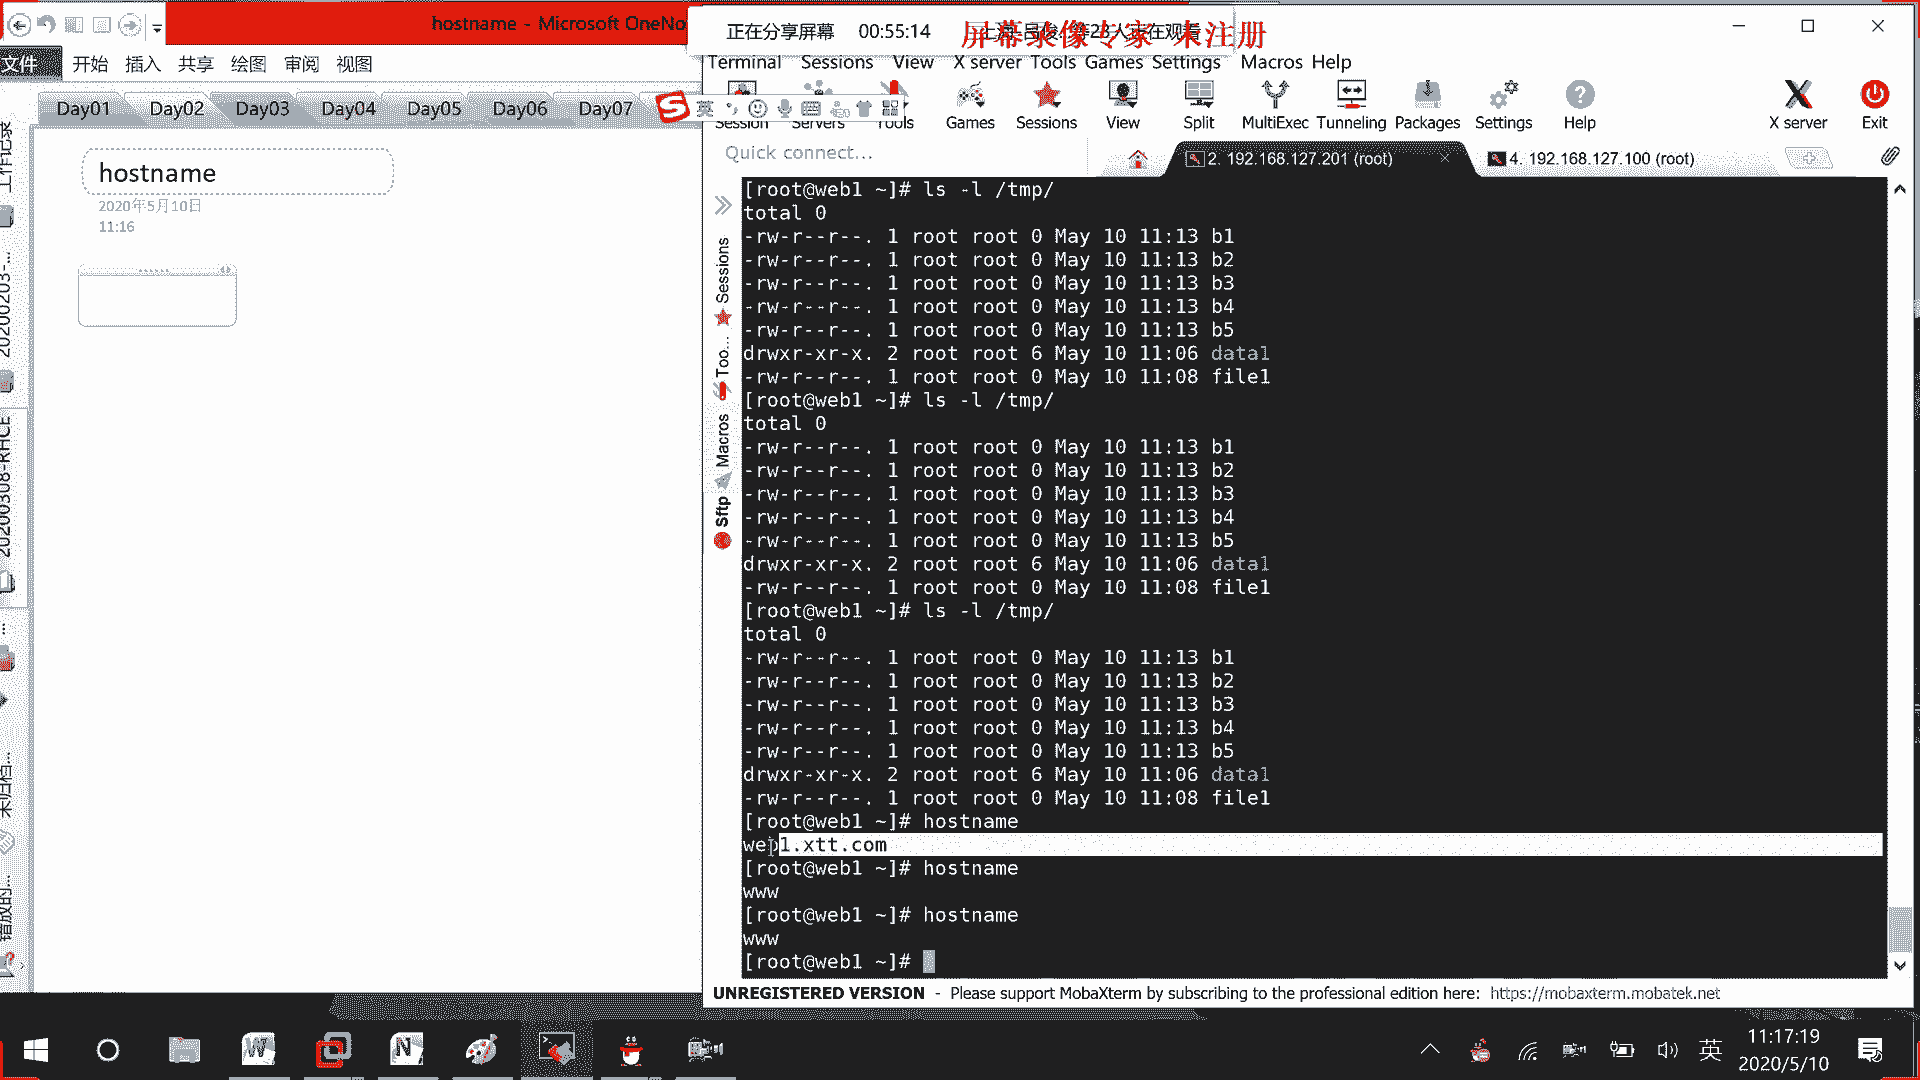 hostname - Microsoft OneNo
正在分享屏幕 00:55:14
屏幕录像专家 未注册
文件 开始 插入 共享 绘图 审阅 视图
Terminal Sessions View X server Tools Games Settings Macros Help
Day01 Day02 Day03 Day04 Day05 Day06 Day07
英
Session Servers Tools Games Sessions View Split MultiExec Tunneling Packages Settings Help X server Exit
Quick connect...
2. 192.168.127.201 (root)
4. 192.168.127.100 (root)
hostname
2020年5月10日
11:16
工作记录
20200203-...
20200308-RHCE
...
未归档...
错放的...
Sessions
Too...
Macros
Sftp
[root@web1 ~]# ls -l /tmp/
total 0
-rw-r--r--. 1 root root 0 May 10 11:13 b1
-rw-r--r--. 1 root root 0 May 10 11:13 b2
-rw-r--r--. 1 root root 0 May 10 11:13 b3
-rw-r--r--. 1 root root 0 May 10 11:13 b4
-rw-r--r--. 1 root root 0 May 10 11:13 b5
drwxr-xr-x. 2 root root 6 May 10 11:06 data1
-rw-r--r--. 1 root root 0 May 10 11:08 file1
[root@web1 ~]# ls -l /tmp/
total 0
-rw-r--r--. 1 root root 0 May 10 11:13 b1
-rw-r--r--. 1 root root 0 May 10 11:13 b2
-rw-r--r--. 1 root root 0 May 10 11:13 b3
-rw-r--r--. 1 root root 0 May 10 11:13 b4
-rw-r--r--. 1 root root 0 May 10 11:13 b5
drwxr-xr-x. 2 root root 6 May 10 11:06 data1
-rw-r--r--. 1 root root 0 May 10 11:08 file1
[root@web1 ~]# ls -l /tmp/
total 0
-rw-r--r--. 1 root root 0 May 10 11:13 b1
-rw-r--r--. 1 root root 0 May 10 11:13 b2
-rw-r--r--. 1 root root 0 May 10 11:13 b3
-rw-r--r--. 1 root root 0 May 10 11:13 b4
-rw-r--r--. 1 root root 0 May 10 11:13 b5
drwxr-xr-x. 2 root root 6 May 10 11:06 data1
-rw-r--r--. 1 root root 0 May 10 11:08 file1
[root@web1 ~]# hostname
web1.xtt.com
[root@web1 ~]# hostname
www
[root@web1 ~]# hostname
www
[root@web1 ~]#
UNREGISTERED VERSION - Please support MobaXterm by subscribing to the professional edition here: https://mobaxterm.mobatek.net
英
11:17:19
2020/5/10